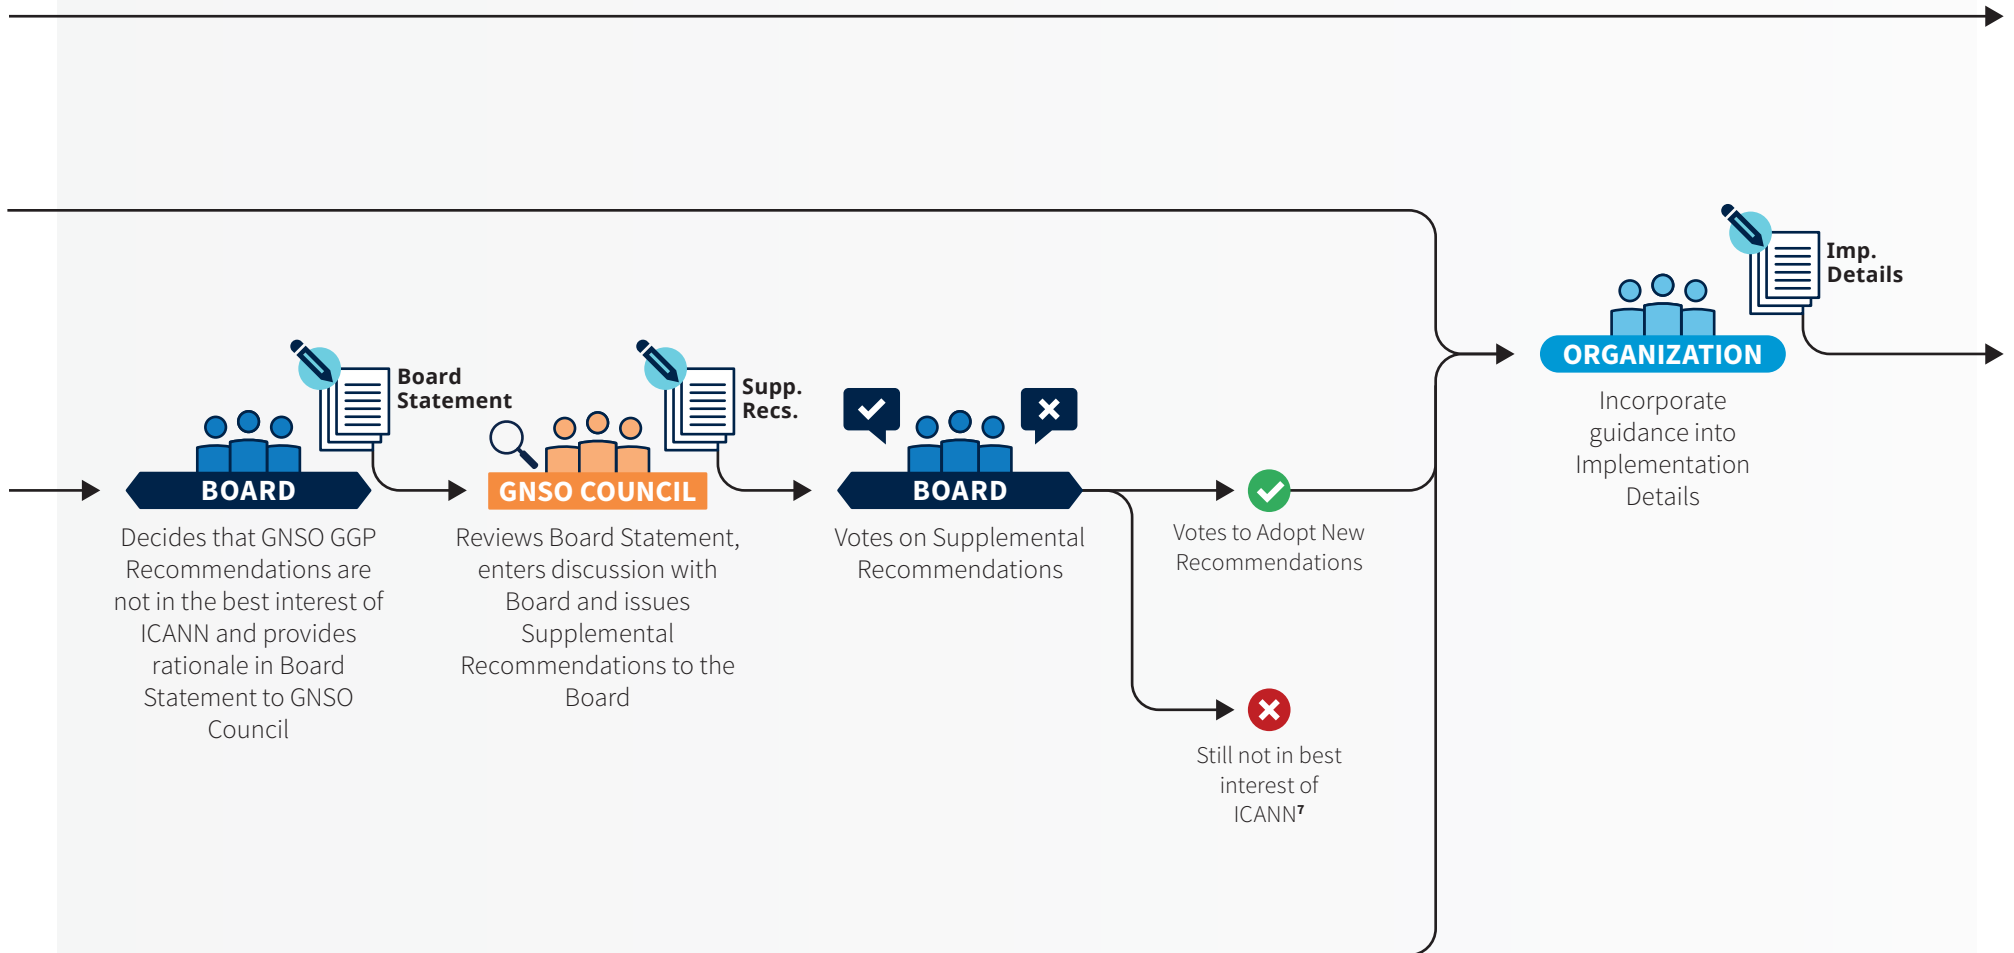 Imp.
Details
ORGANIZATION
Incorporate
guidance into
Implementation
Details
Board
Statement
BOARD
Decides that GNSO GGP
Recommendations are
not in the best interest of
ICANN and provides
rationale in Board
Statement to GNSO
Council
Supp.
Recs.
GNSO COUNCIL
Reviews Board Statement,
enters discussion with
Board and issues
Supplemental
Recommendations to the
Board
BOARD
Votes on Supplemental
Recommendations
Votes to Adopt New
Recommendations
Still not in best
interest of
ICANN⁷